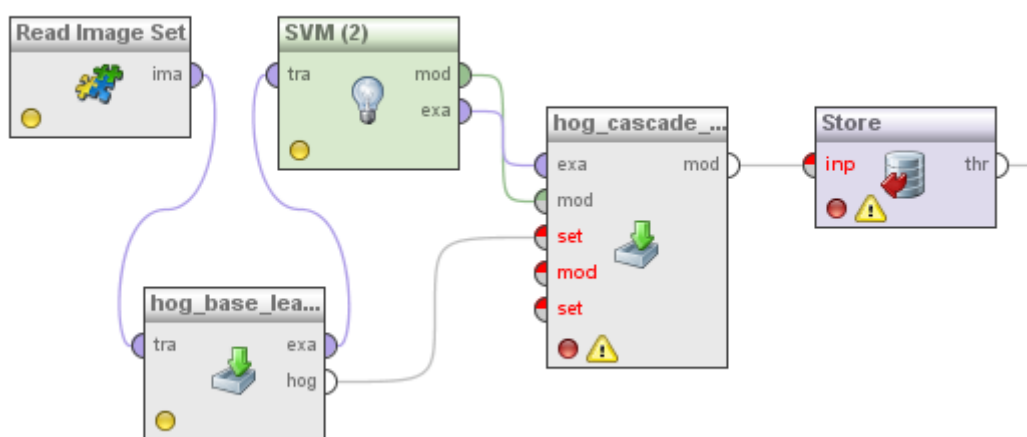 Read Image Set
ima
SVM (2)
tra
mod
exa
hog_base_lea...
tra
exa
hog
hog_cascade_...
exa
mod
mod
set
mod
set
Store
inp
thr